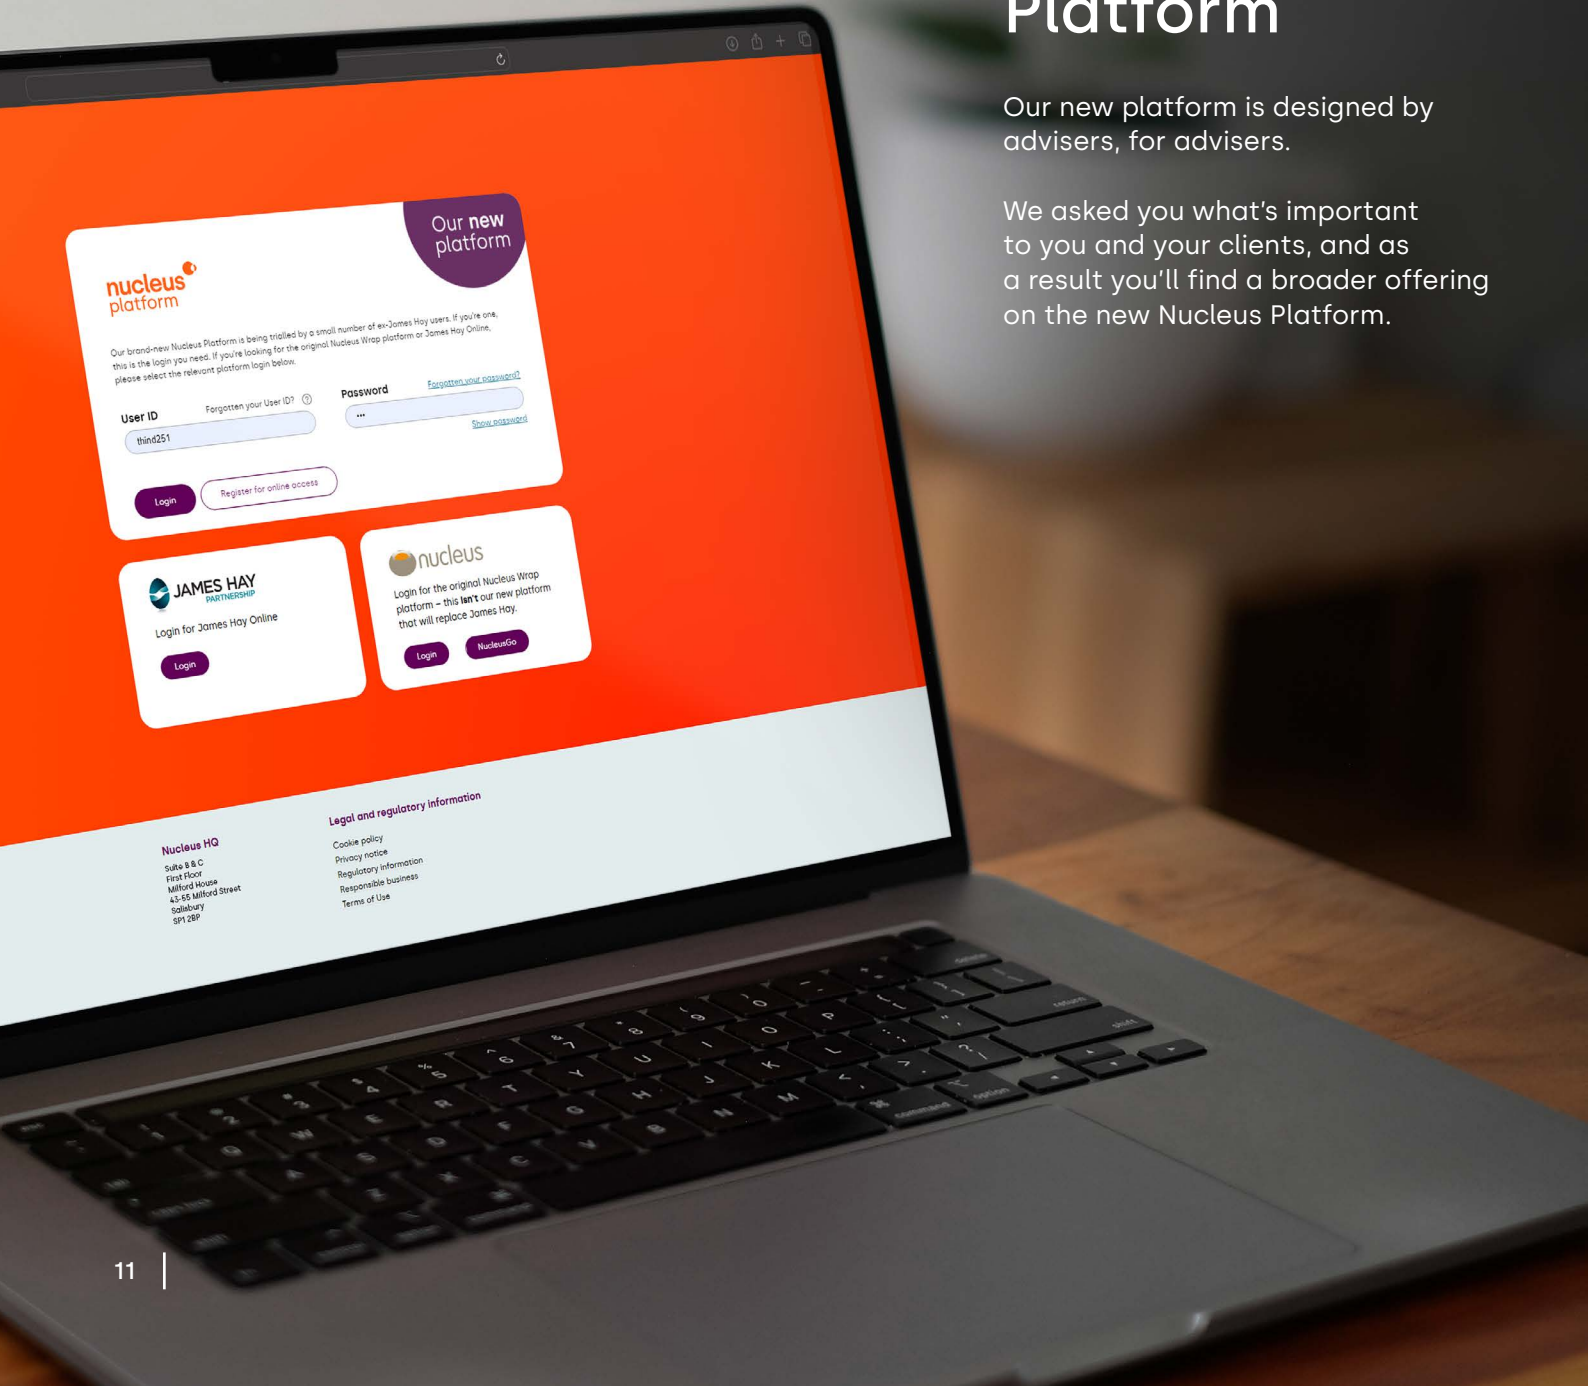 Platform
Our new platform is designed by
advisers, for advisers.
We asked you what's important
to you and your clients, and as
a result you'll find a broader offering
on the new Nucleus Platform.
Our new
platform
nucleus
platform
Our brand-new Nucleus Platform is being trialled by a small number of ex-James Hay users. If you're one,
this is the login you need. If you're looking for the original Nucleus Wrap platform or James Hay Online,
please select the relevant platform login below.
User ID
Forgotten your User ID?
Password
Forgotten your password?
thind251
Show password
Login
Register for online access
JAMES HAY
PARTNERSHIP
Login for James Hay Online
Login
nucleus
Login for the original Nucleus Wrap
platform – this isn't our new platform
that will replace James Hay.
Login
NucleusGo
Nucleus HQ
Suite B & C
First Floor
Milford House
43-55 Milford Street
Salisbury
SP1 2BP
Legal and regulatory information
Cookie policy
Privacy notice
Regulatory information
Responsible business
Terms of Use
delete
return
shift
command
option
11